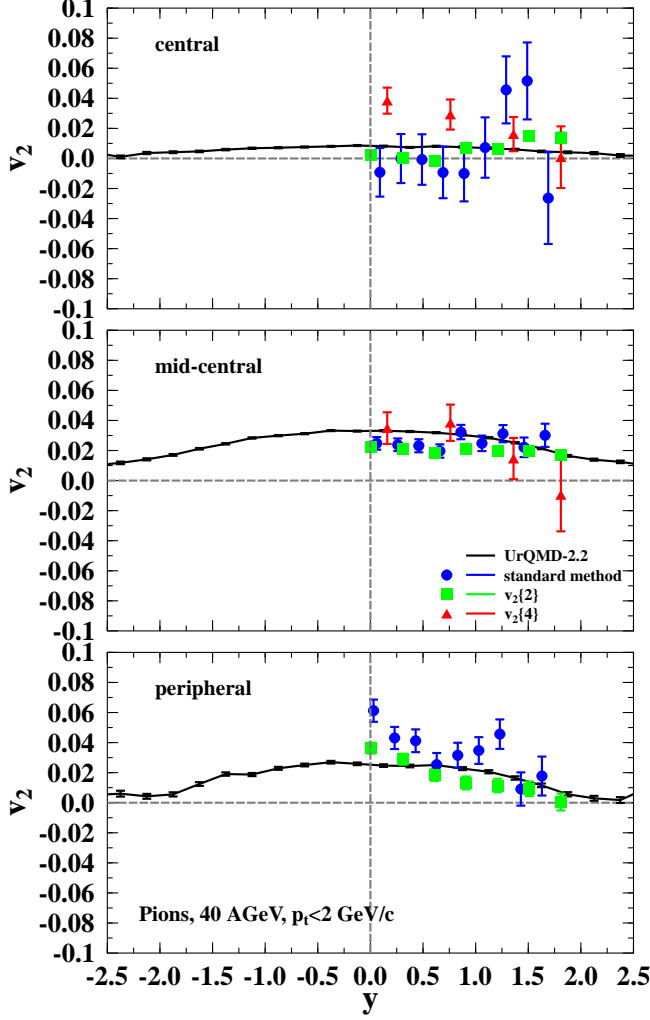 0.1
0.08
0.06
0.04
0.02
0.0
-0.02
-0.04
-0.06
-0.08
-0.1
v2
central
0.1
0.08
0.06
0.04
0.02
0.0
-0.02
-0.04
-0.06
-0.08
-0.1
v2
mid-central
UrQMD-2.2
standard method
v2{2}
v2{4}
0.1
0.08
0.06
0.04
0.02
0.0
-0.02
-0.04
-0.06
-0.08
-0.1
v2
peripheral
Pions, 40 AGeV, pt<2 GeV/c
-2.5 -2.0 -1.5 -1.0 -0.5 0.0 0.5 1.0 1.5 2.0 2.5
y